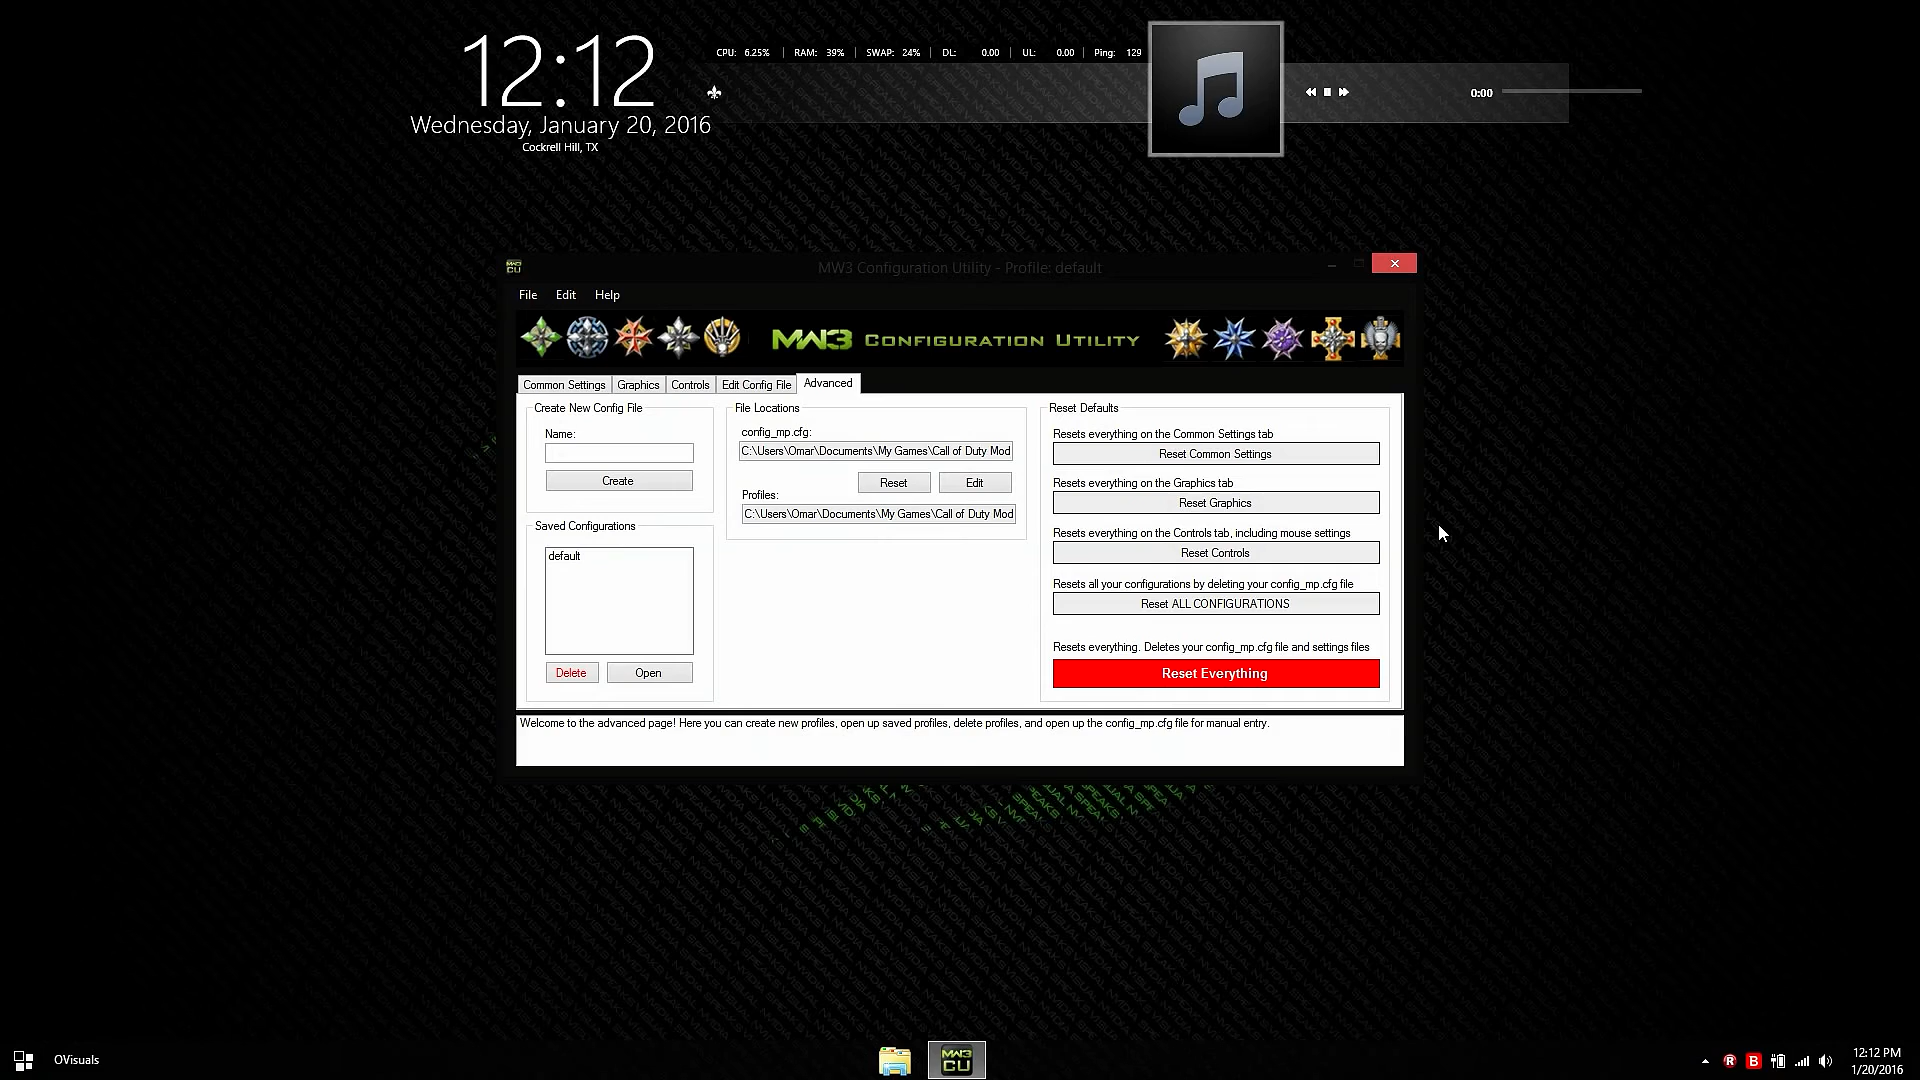 12:12
Wednesday, January 20, 2016
Cockrell Hill, TX
CPU: 6.25% | RAM: 39% | SWAP: 24% | DL: 0.00 | UL: 0.00 | Ping: 129
0:00
MW3 CU
MW3 Configuration Utility - Profile: default
File Edit Help
MW3 Configuration Utility
Common Settings Graphics Controls Edit Config File Advanced
Create New Config File
Name:
Create
Saved Configurations
default
Delete Open
File Locations
config_mp.cfg:
C:\Users\Omar\Documents\My Games\Call of Duty Mod
Reset Edit
Profiles:
C:\Users\Omar\Documents\My Games\Call of Duty Mod
Reset Defaults
Resets everything on the Common Settings tab
Reset Common Settings
Resets everything on the Graphics tab
Reset Graphics
Resets everything on the Controls tab, including mouse settings
Reset Controls
Resets all your configurations by deleting your config_mp.cfg file
Reset ALL CONFIGURATIONS
Resets everything. Deletes your config_mp.cfg file and settings files
Reset Everything
Welcome to the advanced page! Here you can create new profiles, open up saved profiles, delete profiles, and open up the config_mp.cfg file for manual entry.
OVisuals
MW3
CU
R B
12:12 PM
1/20/2016